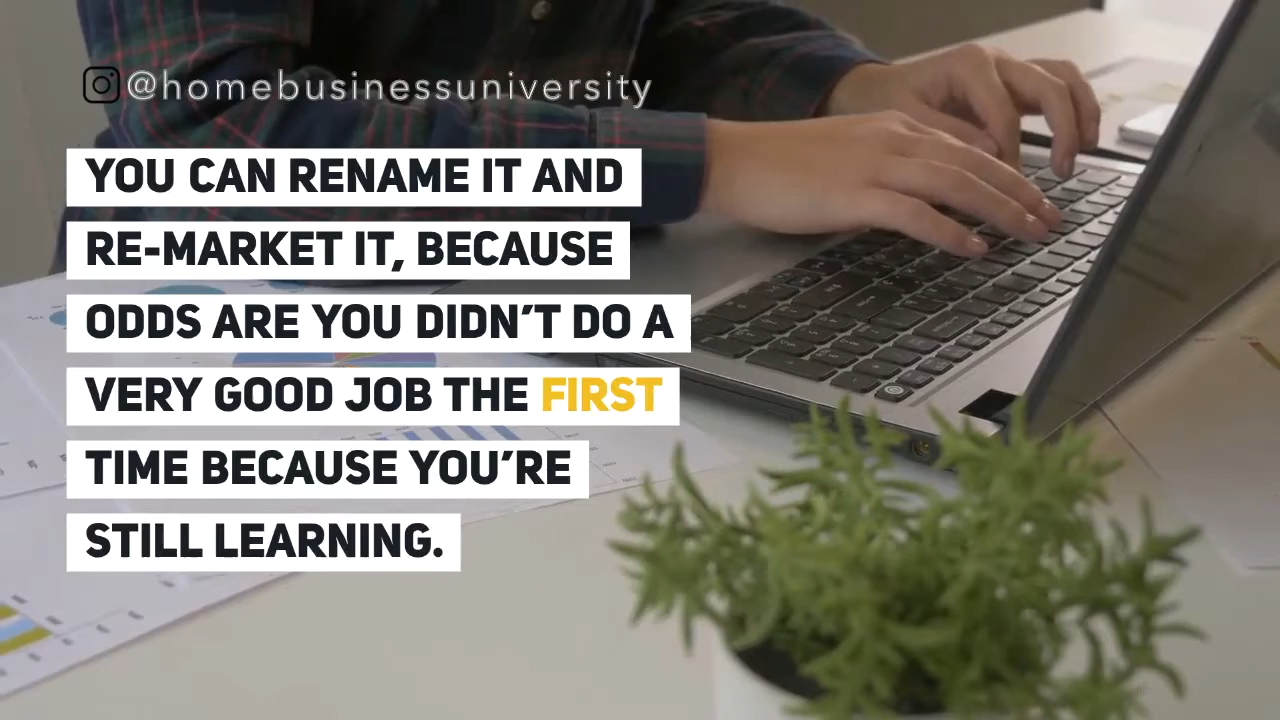 @homebusinessuniversity
YOU CAN RENAME IT AND
RE-MARKET IT, BECAUSE
ODDS ARE YOU DIDN'T DO A
VERY GOOD JOB THE FIRST
TIME BECAUSE YOU'RE
STILL LEARNING.